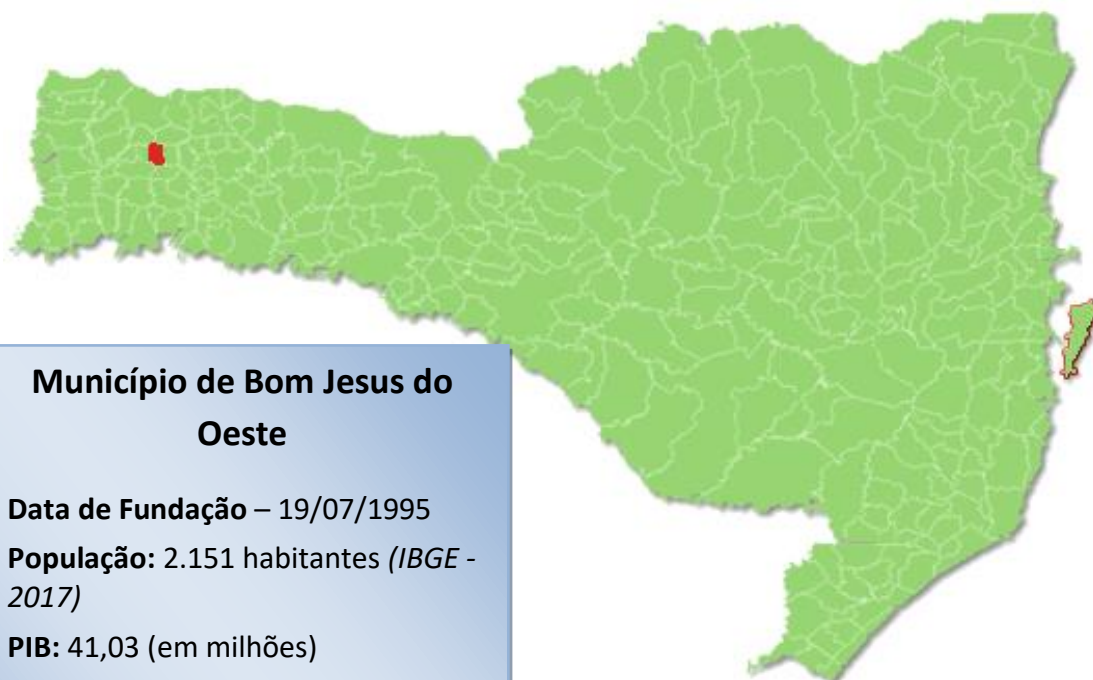 Município de Bom Jesus do
Oeste
Data de Fundação – 19/07/1995
População: 2.151 habitantes (IBGE -
2017)
PIB: 41,03 (em milhões)